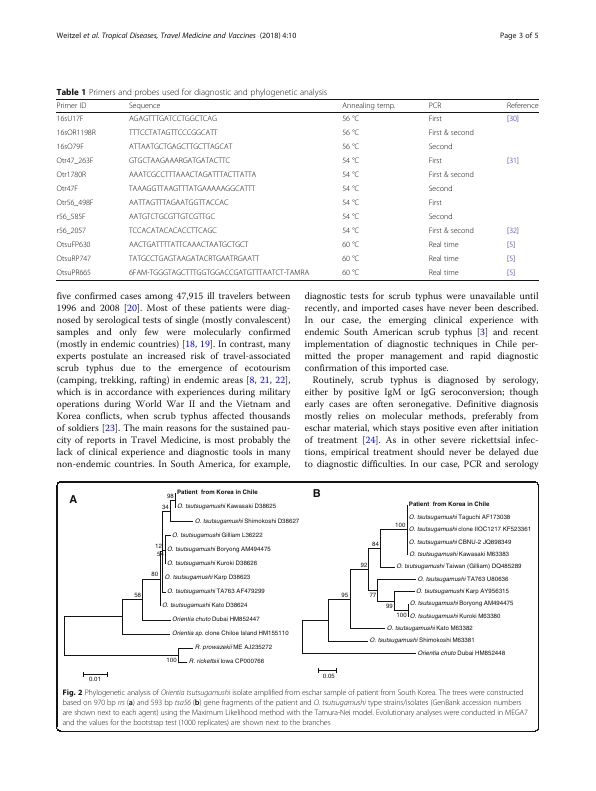 Weitzel et al. Tropical Diseases, Travel Medicine and Vaccines (2018) 4:10 Page 3 of 5
Table 1 Primers and probes used for diagnostic and phylogenetic analysis
Primer ID Sequence Annealing temp. PCR Reference
16sU17F AGAGTTTGATCCTGGCTCAG 56 °C First [30]
16sOR1198R TTTCCTATAGTTCCCGGCATT 56 °C First & second
16sO79F ATTAATGCTGAGCTTGCTTAGCAT 56 °C Second
Otr47_263F GTGCTAAGAAARGATGATACTTC 54 °C First [31]
Otr1780R AAATCGCCTTTAAACTAGATTTACTTATTA 54 °C First & second
Otr47F TAAAGGTTAAGTTTATGAAAAAGGCATTT 54 °C Second
Otr56_498F AATTAGTTTAGAATGGTTACCAC 54 °C First
r56_585F AATGTCTGCGTTGTCGTTGC 54 °C Second
r56_2057 TCCACATACACACCTTCAGC 54 °C First & second [32]
OtsuFP630 AACTGATTTTATTCAAACTAATGCTGCT 60 °C Real time [5]
OtsuRP747 TATGCCTGAGTAAGATACRTGAATRGAATT 60 °C Real time [5]
OtsuPR665 6FAM-TGGGTAGCTTTGGTGGACCGATGTTTAATCT-TAMRA 60 °C Real time [5]
five confirmed cases among 47,915 ill travelers between
1996 and 2008 [20]. Most of these patients were diag-
nosed by serological tests of single (mostly convalescent)
samples and only few were molecularly confirmed
(mostly in endemic countries) [18, 19]. In contrast, many
experts postulate an increased risk of travel-associated
scrub typhus due to the emergence of ecotourism
(camping, trekking, rafting) in endemic areas [8, 21, 22],
which is in accordance with experiences during military
operations during World War II and the Vietnam and
Korea conflicts, when scrub typhus affected thousands
of soldiers [23]. The main reasons for the sustained pau-
city of reports in Travel Medicine, is most probably the
lack of clinical experience and diagnostic tools in many
non-endemic countries. In South America, for example,
diagnostic tests for scrub typhus were unavailable until
recently, and imported cases have never been described.
In our case, the emerging clinical experience with
endemic South American scrub typhus [3] and recent
implementation of diagnostic techniques in Chile per-
mitted the proper management and rapid diagnostic
confirmation of this imported case.
Routinely, scrub typhus is diagnosed by serology,
either by positive IgM or IgG seroconversion; though
early cases are often seronegative. Definitive diagnosis
mostly relies on molecular methods, preferably from
eschar material, which stays positive even after initiation
of treatment [24]. As in other severe rickettsial infec-
tions, empirical treatment should never be delayed due
to diagnostic difficulties. In our case, PCR and serology
A
Patient from Korea in Chile
98
O. tsutsugamushi Kawasaki D38625
34
O. tsutsugamushi Shimokoshi D38627
O. tsutsugamushi Gilliam L36222
12
O. tsutsugamushi Boryong AM494475
O. tsutsugamushi Kuroki D38626
80
O. tsutsugamushi Karp D38623
O. tsutsugamushi TA763 AF479299
58
O. tsutsugamushi Kato D38624
Orientia chuto Dubai HM852447
Orientia sp. clone Chiloe Island HM155110
R. prowazekii ME AJ235272
100
R. rickettsii Iowa CP000766
0.01
B
Patient from Korea in Chile
O. tsutsugamushi Taguchi AF173038
100
O. tsutsugamushi clone IIOC1217 KF523361
O. tsutsugamushi CBNU-2 JQ898349
84
O. tsutsugamushi Kawasaki M63383
92
O. tsutsugamushi Taiwan (Gilliam) DQ485289
O. tsutsugamushi TA763 U80636
77
O. tsutsugamushi Karp AY956315
95
99
O. tsutsugamushi Boryong AM494475
100
O. tsutsugamushi Kuroki M63380
O. tsutsugamushi Kato M63382
O. tsutsugamushi Shimokoshi M63381
Orientia chuto Dubai HM852448
0.05
Fig. 2 Phylogenetic analysis of Orientia tsutsugamushi isolate amplified from eschar sample of patient from South Korea. The trees were constructed
based on 970 bp rrs (a) and 593 bp tsa56 (b) gene fragments of the patient and O. tsutsugamushi type strains/isolates (GenBank accession numbers
are shown next to each agent) using the Maximum Likelihood method with the Tamura-Nei model. Evolutionary analyses were conducted in MEGA7
and the values for the bootstap test (1000 replicates) are shown next to the branches